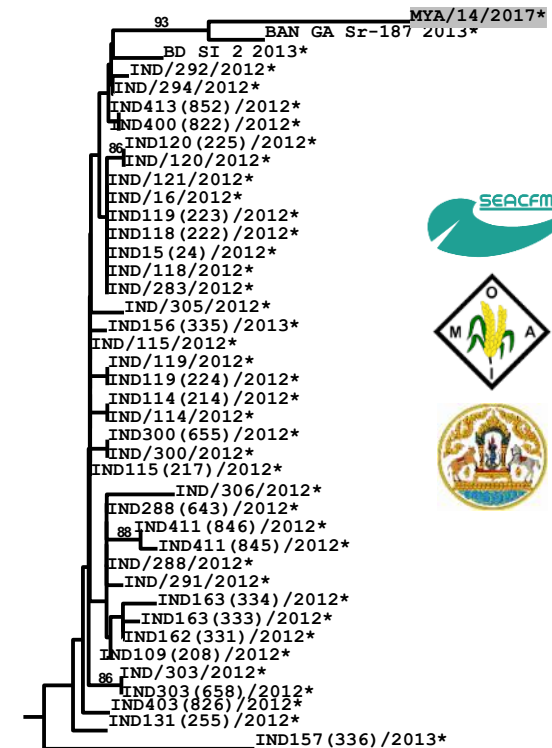 MYA/14/2017*
93
BAN GA Sr-187 2013*
BD SI 2 2013*
IND/292/2012*
IND/294/2012*
IND413(852)/2012*
IND400(822)/2012*
IND120(225)/2012*
86
IND/120/2012*
IND/121/2012*
IND/16/2012*
IND119(223)/2012*
IND118(222)/2012*
IND15(24)/2012*
IND/118/2012*
IND/283/2012*
IND/305/2012*
IND156(335)/2013*
IND/115/2012*
IND/119/2012*
IND119(224)/2012*
IND114(214)/2012*
IND/114/2012*
IND300(655)/2012*
IND/300/2012*
IND115(217)/2012*
IND/306/2012*
IND288(643)/2012*
IND411(846)/2012*
88
IND411(845)/2012*
IND/288/2012*
IND/291/2012*
IND163(334)/2012*
IND163(333)/2012*
IND162(331)/2012*
IND109(208)/2012*
IND/303/2012*
86
IND303(658)/2012*
IND403(826)/2012*
IND131(255)/2012*
IND157(336)/2013*
SEACFM
O
M A
I